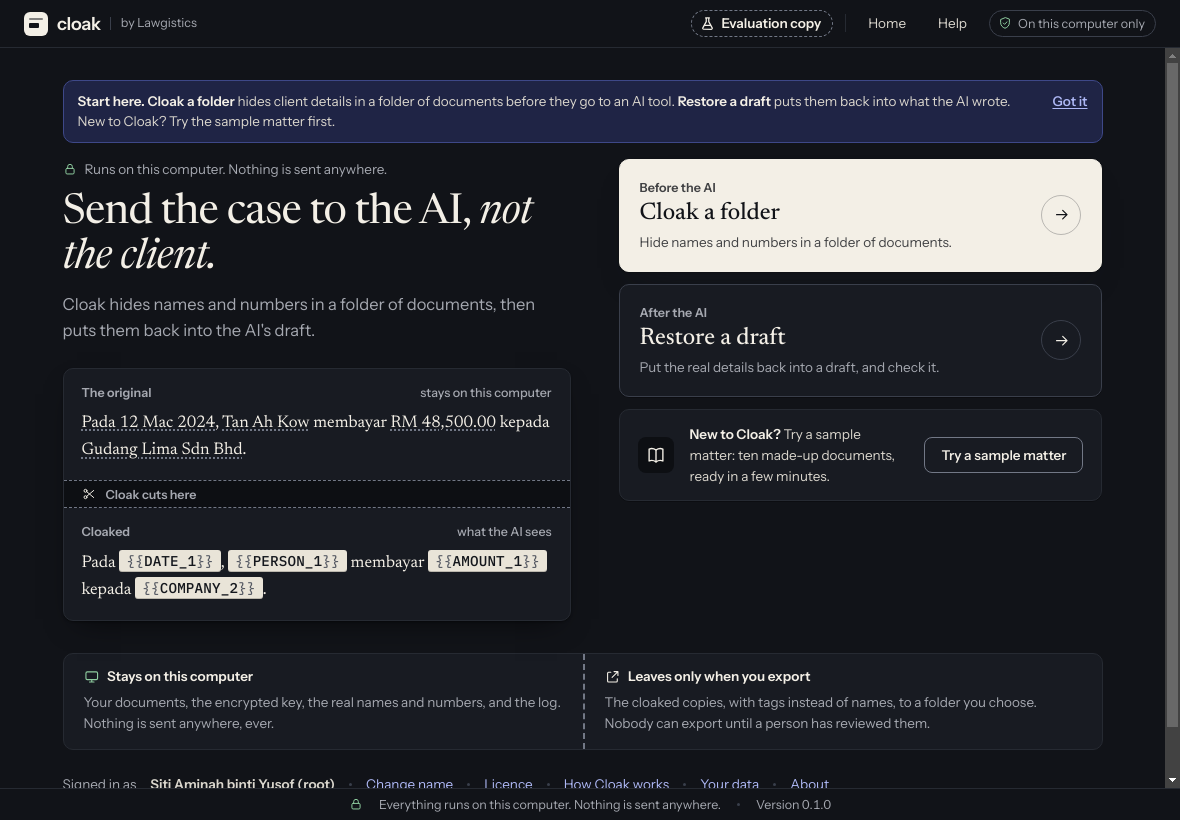 cloak by Lawgistics
Evaluation copy
Home
Help
On this computer only
Start here. Cloak a folder hides client details in a folder of documents before they go to an AI tool. Restore a draft puts them back into what the AI wrote.
New to Cloak? Try the sample matter first.
Got it
Runs on this computer. Nothing is sent anywhere.
Send the case to the AI, not
the client.
Cloak hides names and numbers in a folder of documents, then
puts them back into the AI's draft.
The original
stays on this computer
Pada 12 Mac 2024, Tan Ah Kow membayar RM 48,500.00 kepada
Gudang Lima Sdn Bhd.
Cloak cuts here
Cloaked
what the AI sees
Pada {{DATE_1}}, {{PERSON_1}} membayar {{AMOUNT_1}}
kepada {{COMPANY_2}}.
Before the AI
Cloak a folder
Hide names and numbers in a folder of documents.
After the AI
Restore a draft
Put the real details back into a draft, and check it.
New to Cloak? Try a sample
matter: ten made-up documents,
ready in a few minutes.
Try a sample matter
Stays on this computer
Your documents, the encrypted key, the real names and numbers, and the log.
Nothing is sent anywhere, ever.
Leaves only when you export
The cloaked copies, with tags instead of names, to a folder you choose.
Nobody can export until a person has reviewed them.
Signed in as Siti Aminah binti Yusof (root) • Change name • Licence • How Cloak works • Your data • About
Everything runs on this computer. Nothing is sent anywhere. • Version 0.1.0